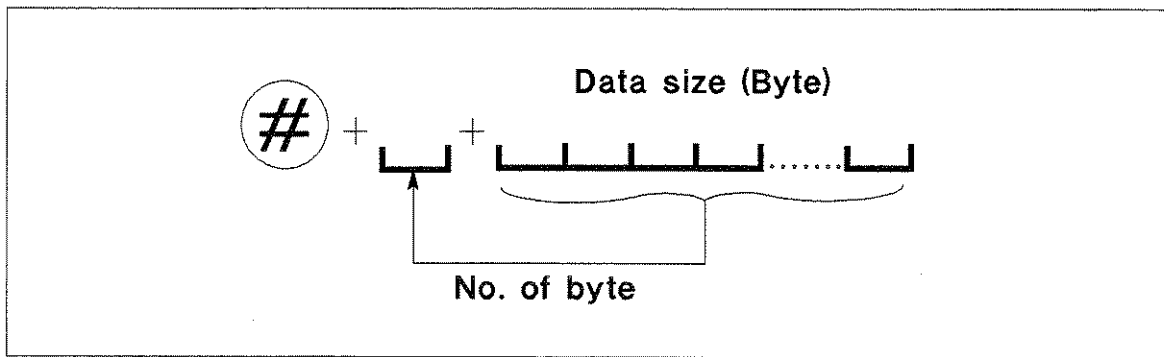 Data size (Byte)
# + +
No. of byte